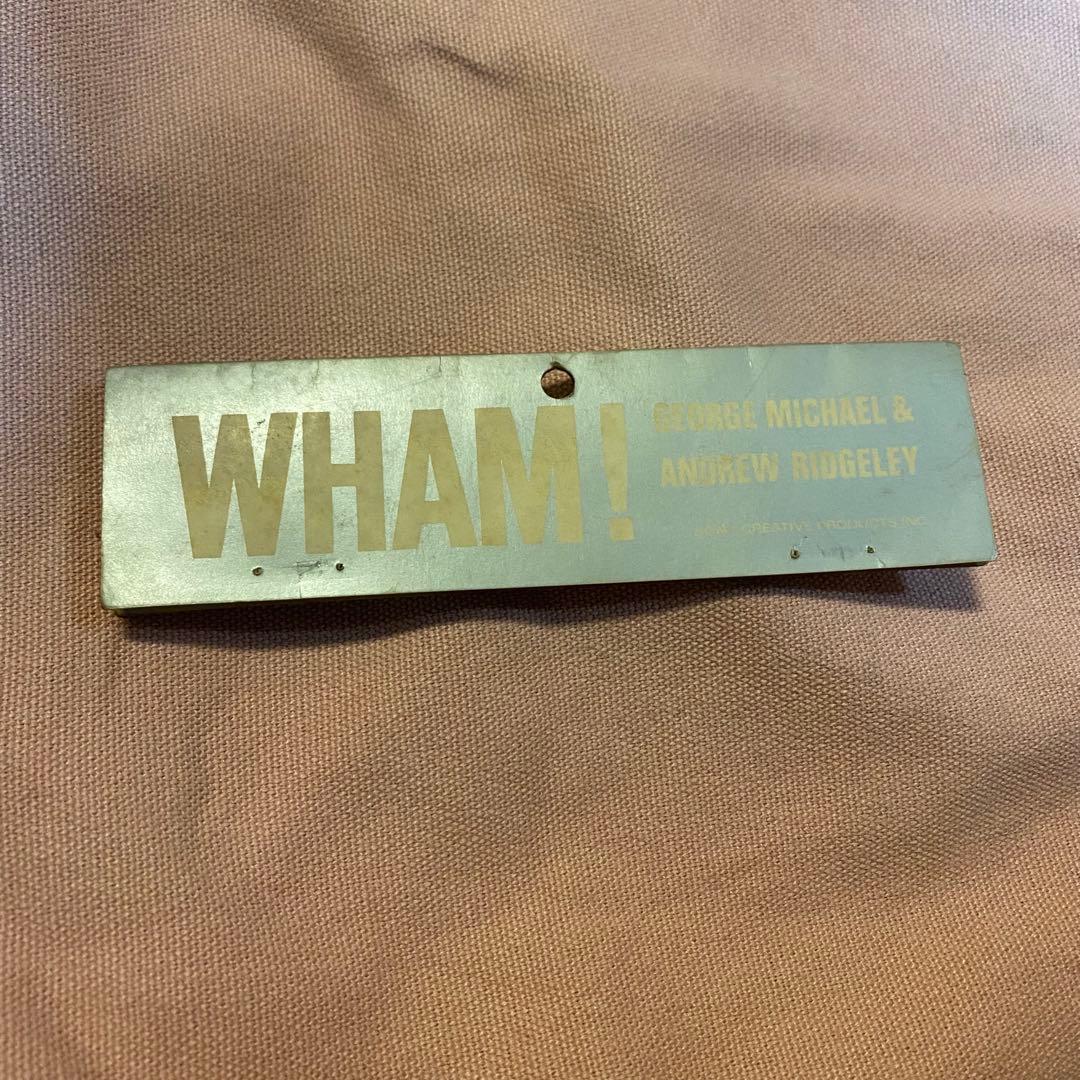 WHAM!
GEORGE MICHAEL &
ANDREW RIDGELEY
CREATIVE PRODUCTS, INC